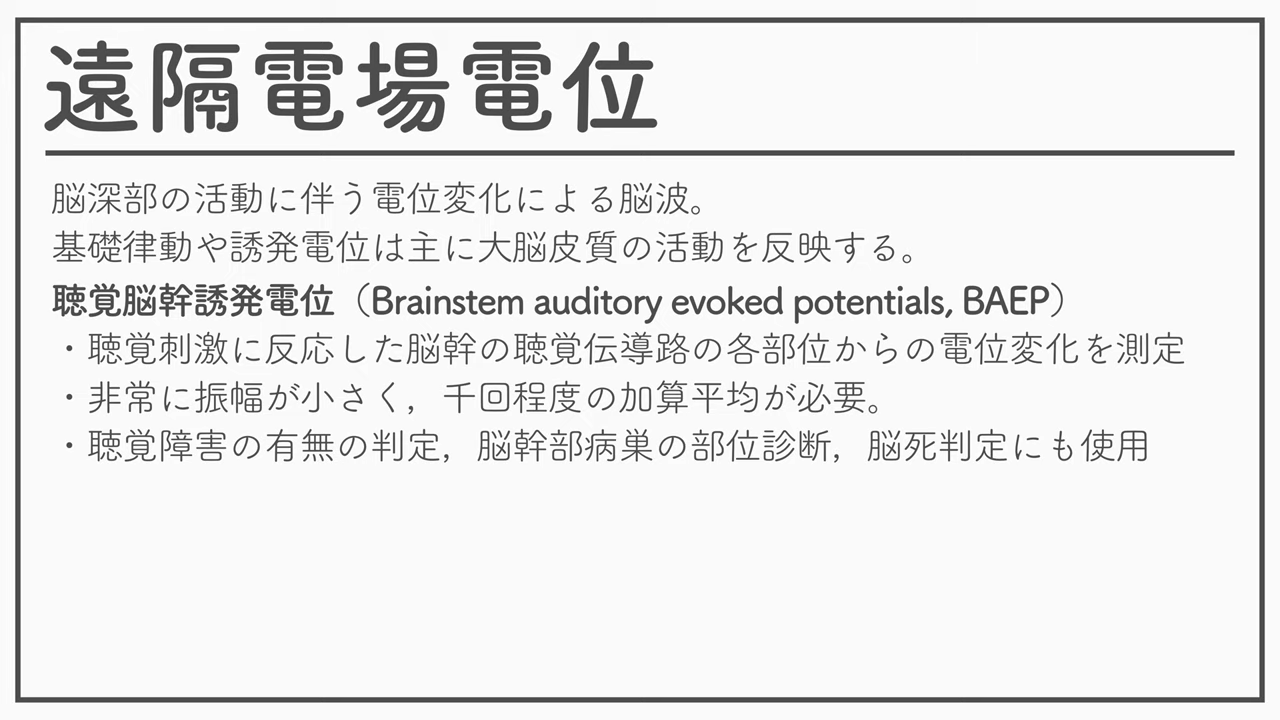 遠隔電場電位
脳深部の活動に伴う電位変化による脳波。
基礎律動や誘発電位は主に大脳皮質の活動を反映する。
聴覚脳幹誘発電位（Brainstem auditory evoked potentials, BAEP）
・聴覚刺激に反応した脳幹の聴覚伝導路の各部位からの電位変化を測定
・非常に振幅が小さく，千回程度の加算平均が必要。
・聴覚障害の有無の判定，脳幹部病巣の部位診断，脳死判定にも使用